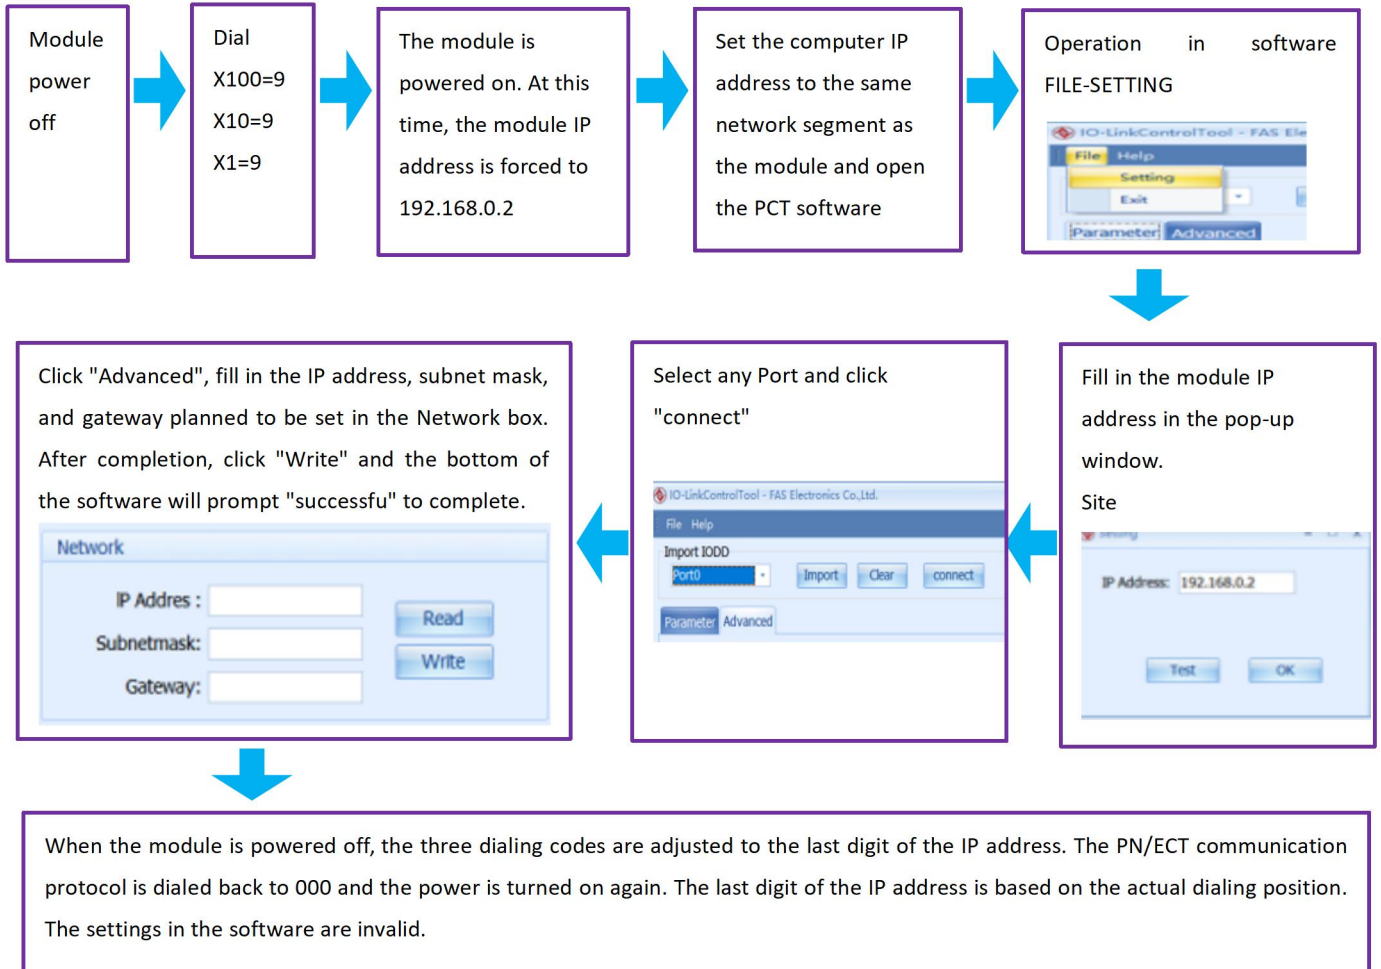 Module
power
off
Dial
X100=9
X10=9
X1=9
The module is
powered on. At this
time, the module IP
address is forced to
192.168.0.2
Set the computer IP
address to the same
network segment as
the module and open
the PCT software
Operation in software
FILE-SETTING
IO-LinkControlTool - FAS Ele
File Help
Setting
Exit
Parameter Advanced
Fill in the module IP
address in the pop-up
window.
Site
Setting
IP Address: 192.168.0.2
Test OK
Select any Port and click
"connect"
IO-LinkControlTool - FAS Electronics Co.,Ltd.
File Help
Import IODD
Port0 Import Clear connect
Parameter Advanced
Click "Advanced", fill in the IP address, subnet mask,
and gateway planned to be set in the Network box.
After completion, click "Write" and the bottom of
the software will prompt "successfu" to complete.
Network
IP Addres :
Read
Subnetmask:
Write
Gateway:
When the module is powered off, the three dialing codes are adjusted to the last digit of the IP address. The PN/ECT communication
protocol is dialed back to 000 and the power is turned on again. The last digit of the IP address is based on the actual dialing position.
The settings in the software are invalid.